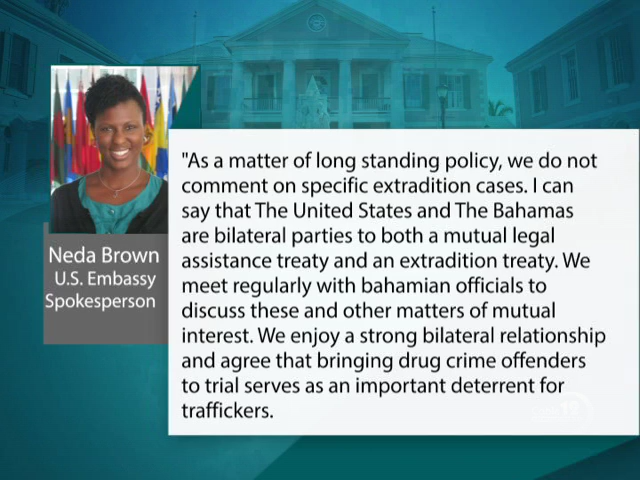 Neda Brown
U.S. Embassy
Spokesperson
"As a matter of long standing policy, we do not
comment on specific extradition cases. I can
say that The United States and The Bahamas
are bilateral parties to both a mutual legal
assistance treaty and an extradition treaty. We
meet regularly with bahamian officials to
discuss these and other matters of mutual
interest. We enjoy a strong bilateral relationship
and agree that bringing drug crime offenders
to trial serves as an important deterrent for
traffickers.